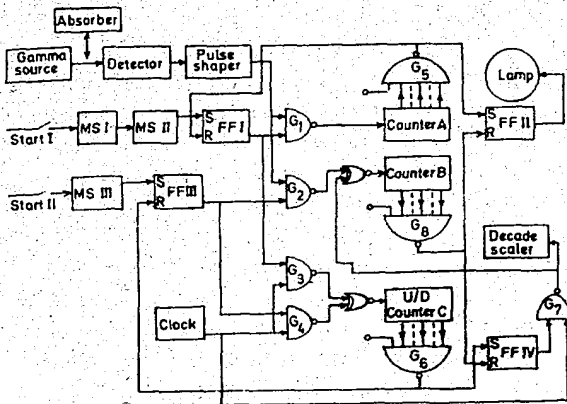 Absorber
Gamma
source
Detector
Pulse
shaper
G5
Lamp
Start I
MS I
MS II
S
R
FF I
G1
Counter A
S
R
FF II
Start II
MS III
S
R
FF III
G2
Counter B
G8
Decade
scaler
G3
Clock
G4
U/D
Counter C
G7
G6
S
R
FF IV